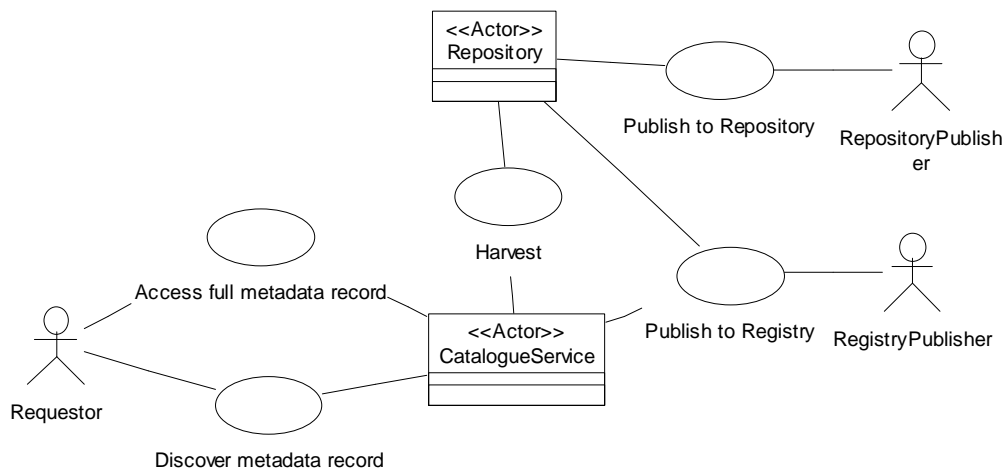 <<Actor>>
Repository
Publish to Repository
RepositoryPublish
er
Harvest
Access full metadata record
<<Actor>>
CatalogueService
Publish to Registry
RegistryPublisher
Requestor
Discover metadata record